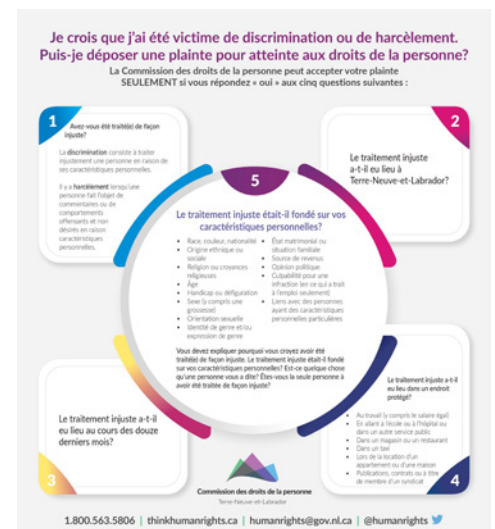 Je crois que j'ai été victime de discrimination ou de harcèlement.
Puis-je déposer une plainte pour atteinte aux droits de la personne?
La Commission des droits de la personne peut accepter votre plainte
SEULEMENT si vous répondez « oui » aux cinq questions suivantes :
1
Avez-vous été traité(e) de façon
injuste?
La discrimination consiste à traiter
injustement une personne en raison de
ses caractéristiques personnelles.
Il y a harcèlement lorsqu'une
personne fait l'objet de
commentaires ou de
comportements
offensants et non
désirés en raison
caractéristiques
personnelles.
2
Le traitement injuste
a-t-il eu lieu à
Terre-Neuve-et-Labrador?
5
Le traitement injuste était-il fondé sur vos
caractéristiques personnelles?
• Race, couleur, nationalité
• Origine ethnique ou
sociale
• Religion ou croyances
religieuses
• Âge
• Handicap ou défiguration
• Sexe (y compris une
grossesse)
• Orientation sexuelle
• Identité de genre et/ou
expression de genre
• État matrimonial ou
situation familiale
• Source de revenus
• Opinion politique
• Culpabilité pour une
infraction (en ce qui a trait
à l'emploi seulement)
• Liens avec des personnes
ayant des caractéristiques
personnelles particulières
Vous devez expliquer pourquoi vous croyez avoir été
traité(e) de façon injuste. Le traitement injuste était-il fondé
sur vos caractéristiques personnelles? Est-ce quelque chose
qu'une personne vous a dite? Êtes-vous la seule personne à
avoir été traitée de façon injuste?
Le traitement injuste a-t-il
eu lieu au cours des douze
derniers mois?
3
Le traitement injuste a-t-il
eu lieu dans un endroit
protégé?
• Au travail (y compris le salaire égal)
• En allant à l'école ou à l'hôpital ou
dans un autre service public
• Dans un magasin ou un restaurant
• Dans un taxi
• Lors de la location d'un
appartement ou d'une maison
• Publications, contrats ou à titre
de membre d'un syndicat
4
Commission des droits de la personne
Terre-Neuve-et-Labrador
1.800.563.5806 | thinkhumanrights.ca | humanrights@gov.nl.ca | @humanrights